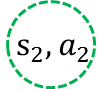 s₂, a₂